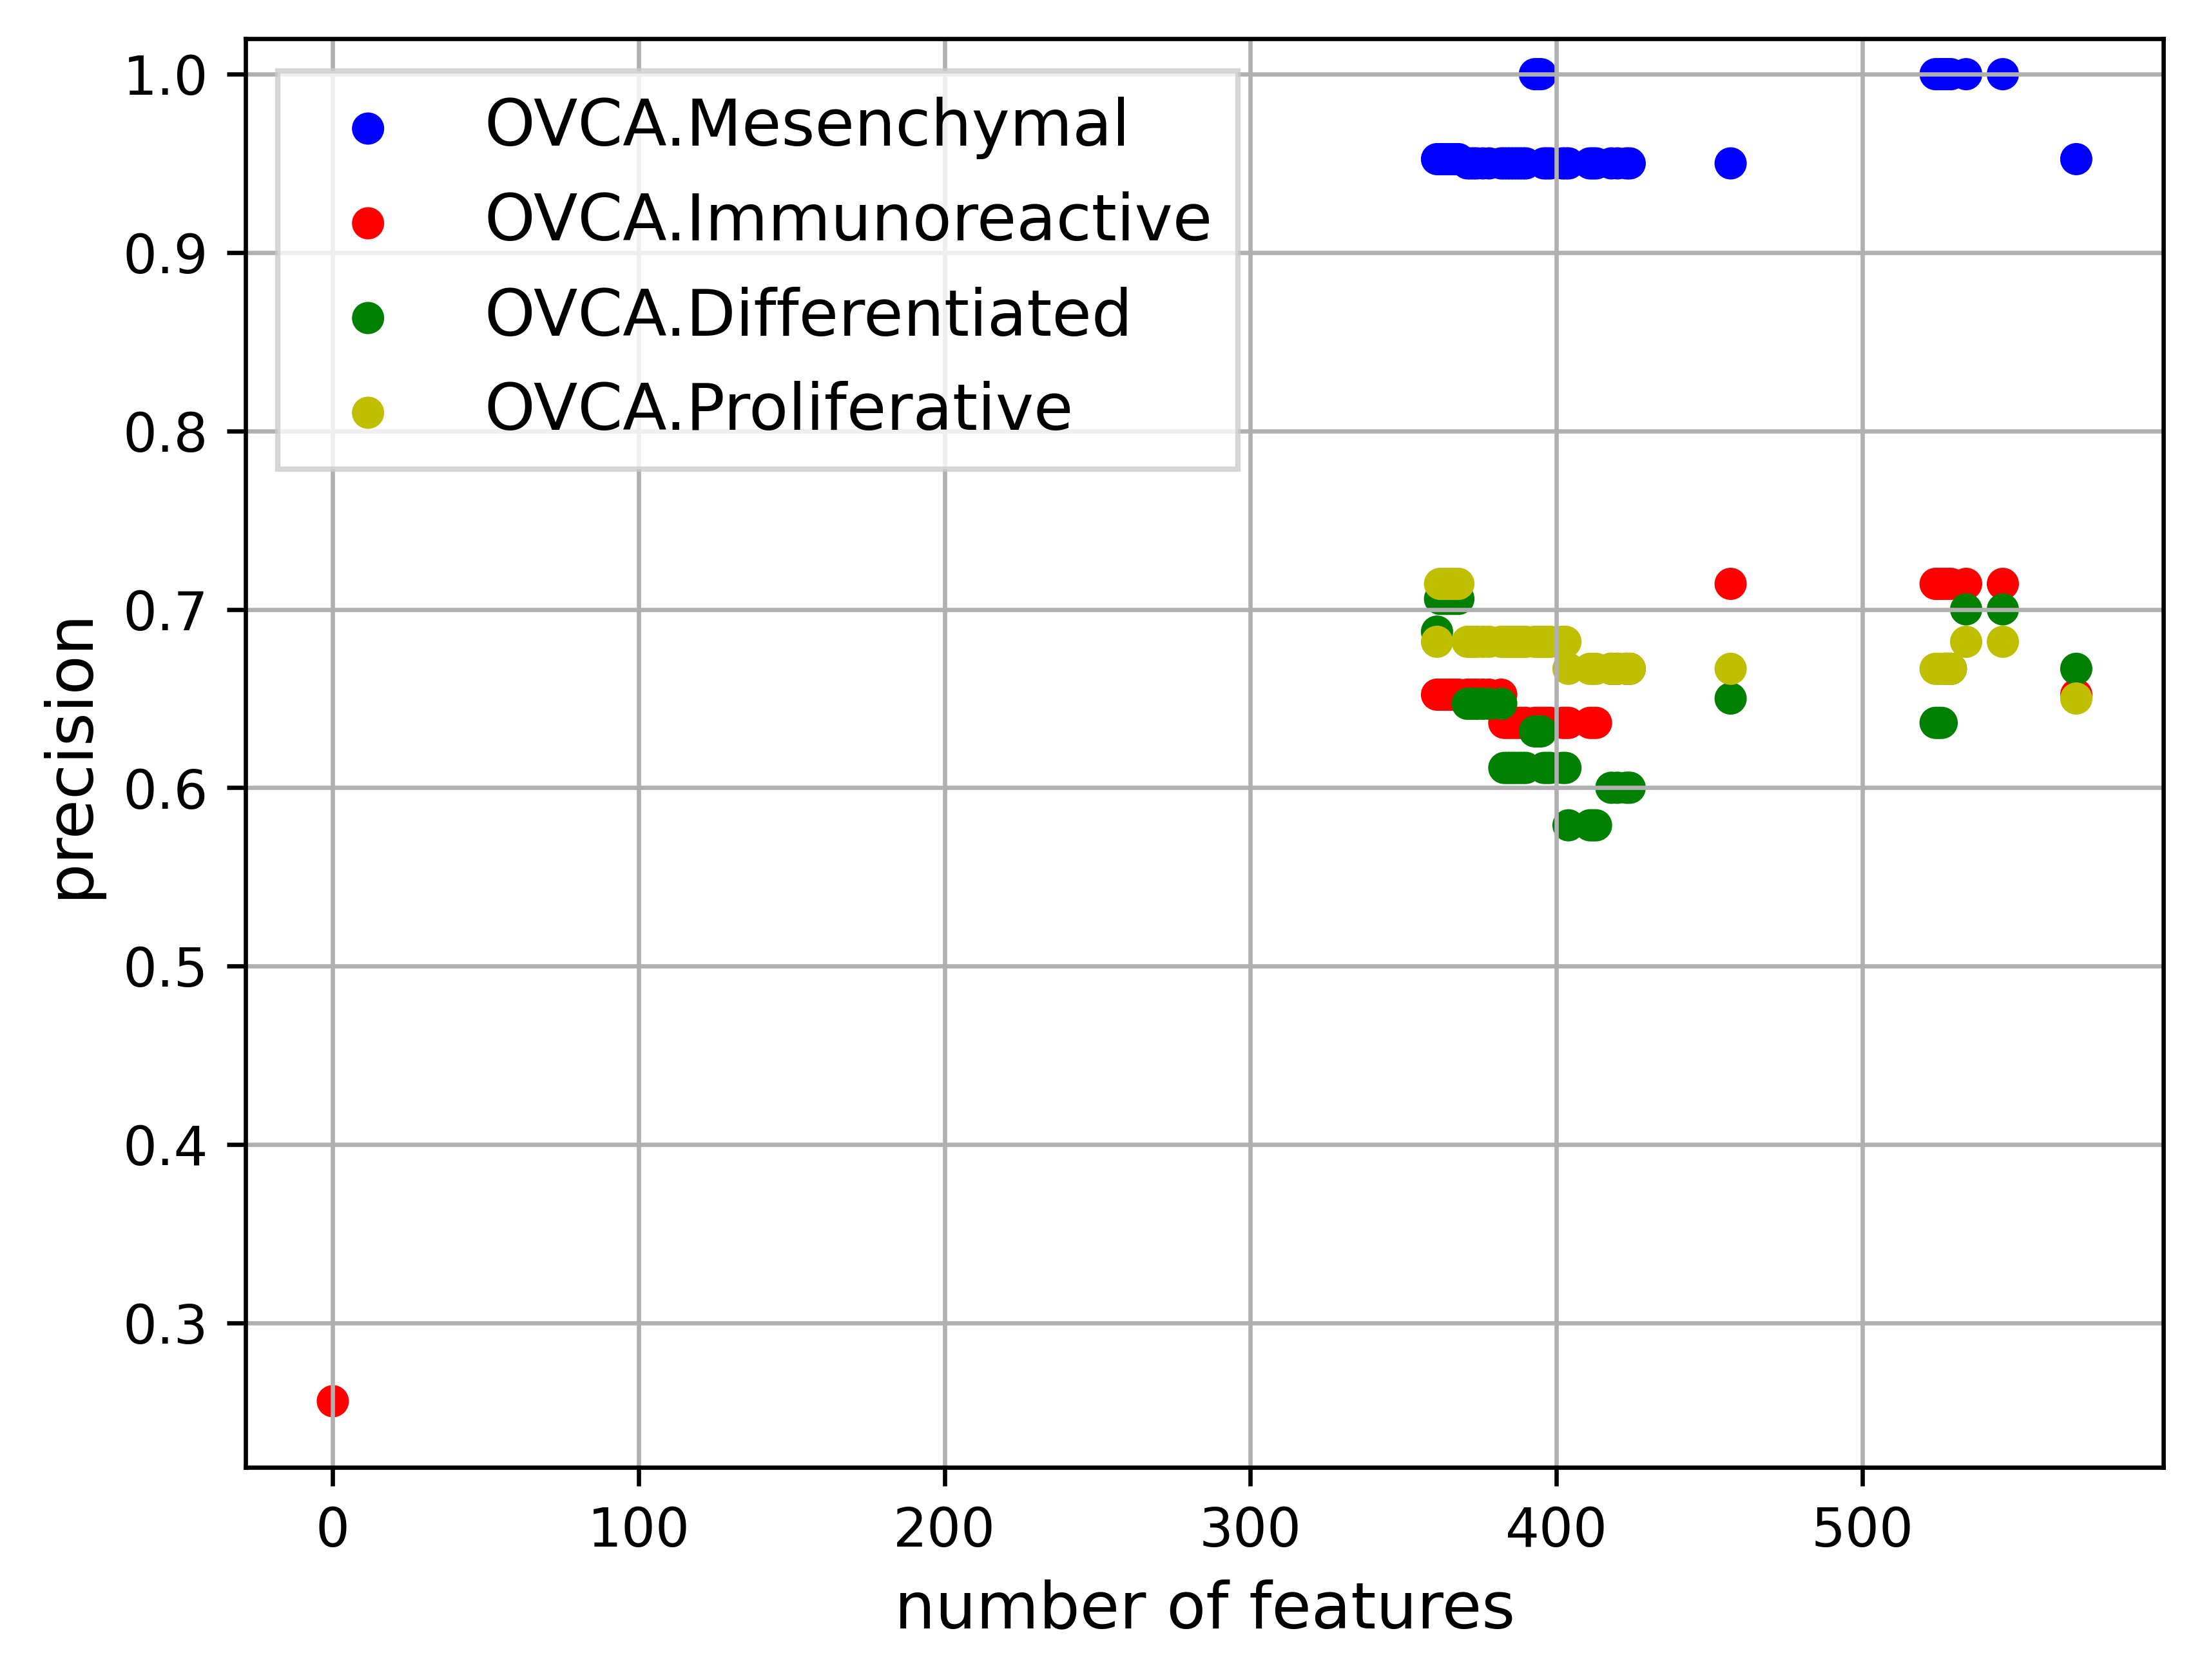 OVCA.Mesenchymal
OVCA.Immunoreactive
OVCA.Differentiated
OVCA.Proliferative
1.0
0.9
0.8
0.7
0.6
0.5
0.4
0.3
precision
0 100 200 300 400 500
number of features